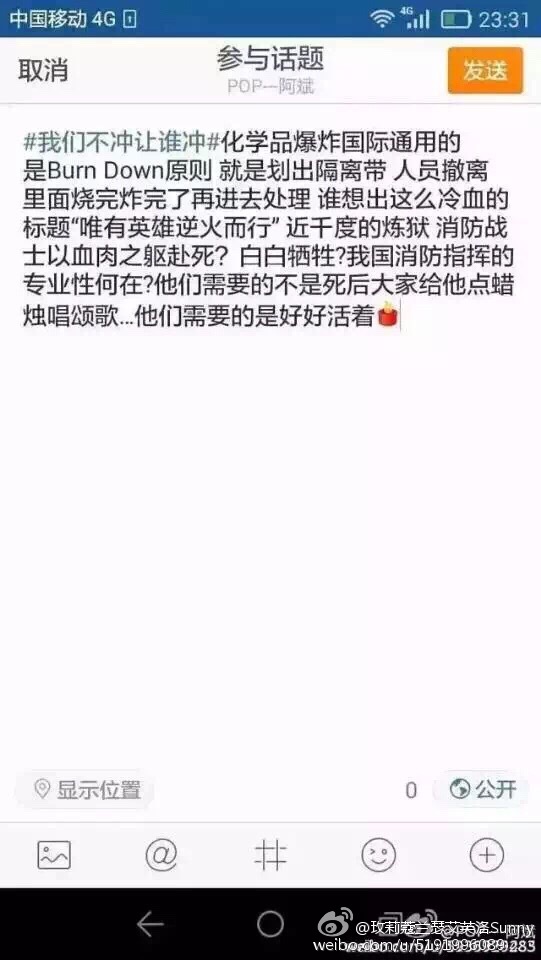 中国移动 4G 4G 23:31
取消 参与话题 发送
POP一阿斌
#我们不冲让谁冲#化学品爆炸国际通用的
是Burn Down原则 就是划出隔离带 人员撤离
里面烧完炸完了再进去处理 谁想出这么冷血的
标题“唯有英雄逆火而行” 近千度的炼狱 消防战
士以血肉之躯赴死？白白牺牲?我国消防指挥的
专业性何在?他们需要的不是死后大家给他点蜡
烛唱颂歌...他们需要的是好好活着
显示位置 0 公开
@玫莉蔻兰瑟芬芙洛Sunny